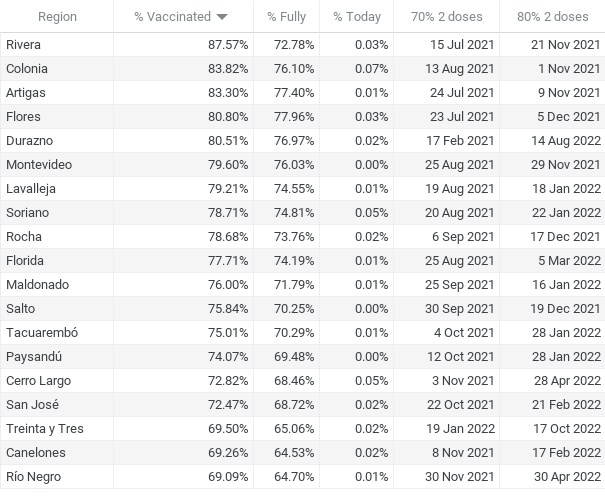 Region % Vaccinated % Fully % Today 70% 2 doses 80% 2 doses
Rivera 87.57% 72.78% 0.03% 15 Jul 2021 21 Nov 2021
Colonia 83.82% 76.10% 0.07% 13 Aug 2021 1 Nov 2021
Artigas 83.30% 77.40% 0.01% 24 Jul 2021 9 Nov 2021
Flores 80.80% 77.96% 0.03% 23 Jul 2021 5 Dec 2021
Durazno 80.51% 76.97% 0.02% 17 Feb 2021 14 Aug 2022
Montevideo 79.60% 76.03% 0.00% 25 Aug 2021 29 Nov 2021
Lavalleja 79.21% 74.55% 0.01% 19 Aug 2021 18 Jan 2022
Soriano 78.71% 74.81% 0.05% 20 Aug 2021 22 Jan 2022
Rocha 78.68% 73.76% 0.02% 6 Sep 2021 17 Dec 2021
Florida 77.71% 74.19% 0.01% 25 Aug 2021 5 Mar 2022
Maldonado 76.00% 71.79% 0.01% 25 Sep 2021 16 Jan 2022
Salto 75.84% 70.25% 0.00% 30 Sep 2021 19 Dec 2021
Tacuarembó 75.01% 70.29% 0.01% 4 Oct 2021 28 Jan 2022
Paysandú 74.07% 69.48% 0.00% 12 Oct 2021 28 Jan 2022
Cerro Largo 72.82% 68.46% 0.05% 3 Nov 2021 28 Apr 2022
San José 72.47% 68.72% 0.02% 22 Oct 2021 21 Feb 2022
Treinta y Tres 69.50% 65.06% 0.02% 19 Jan 2022 17 Oct 2022
Canelones 69.26% 64.53% 0.02% 8 Nov 2021 17 Feb 2022
Río Negro 69.09% 64.70% 0.01% 30 Nov 2021 30 Apr 2022